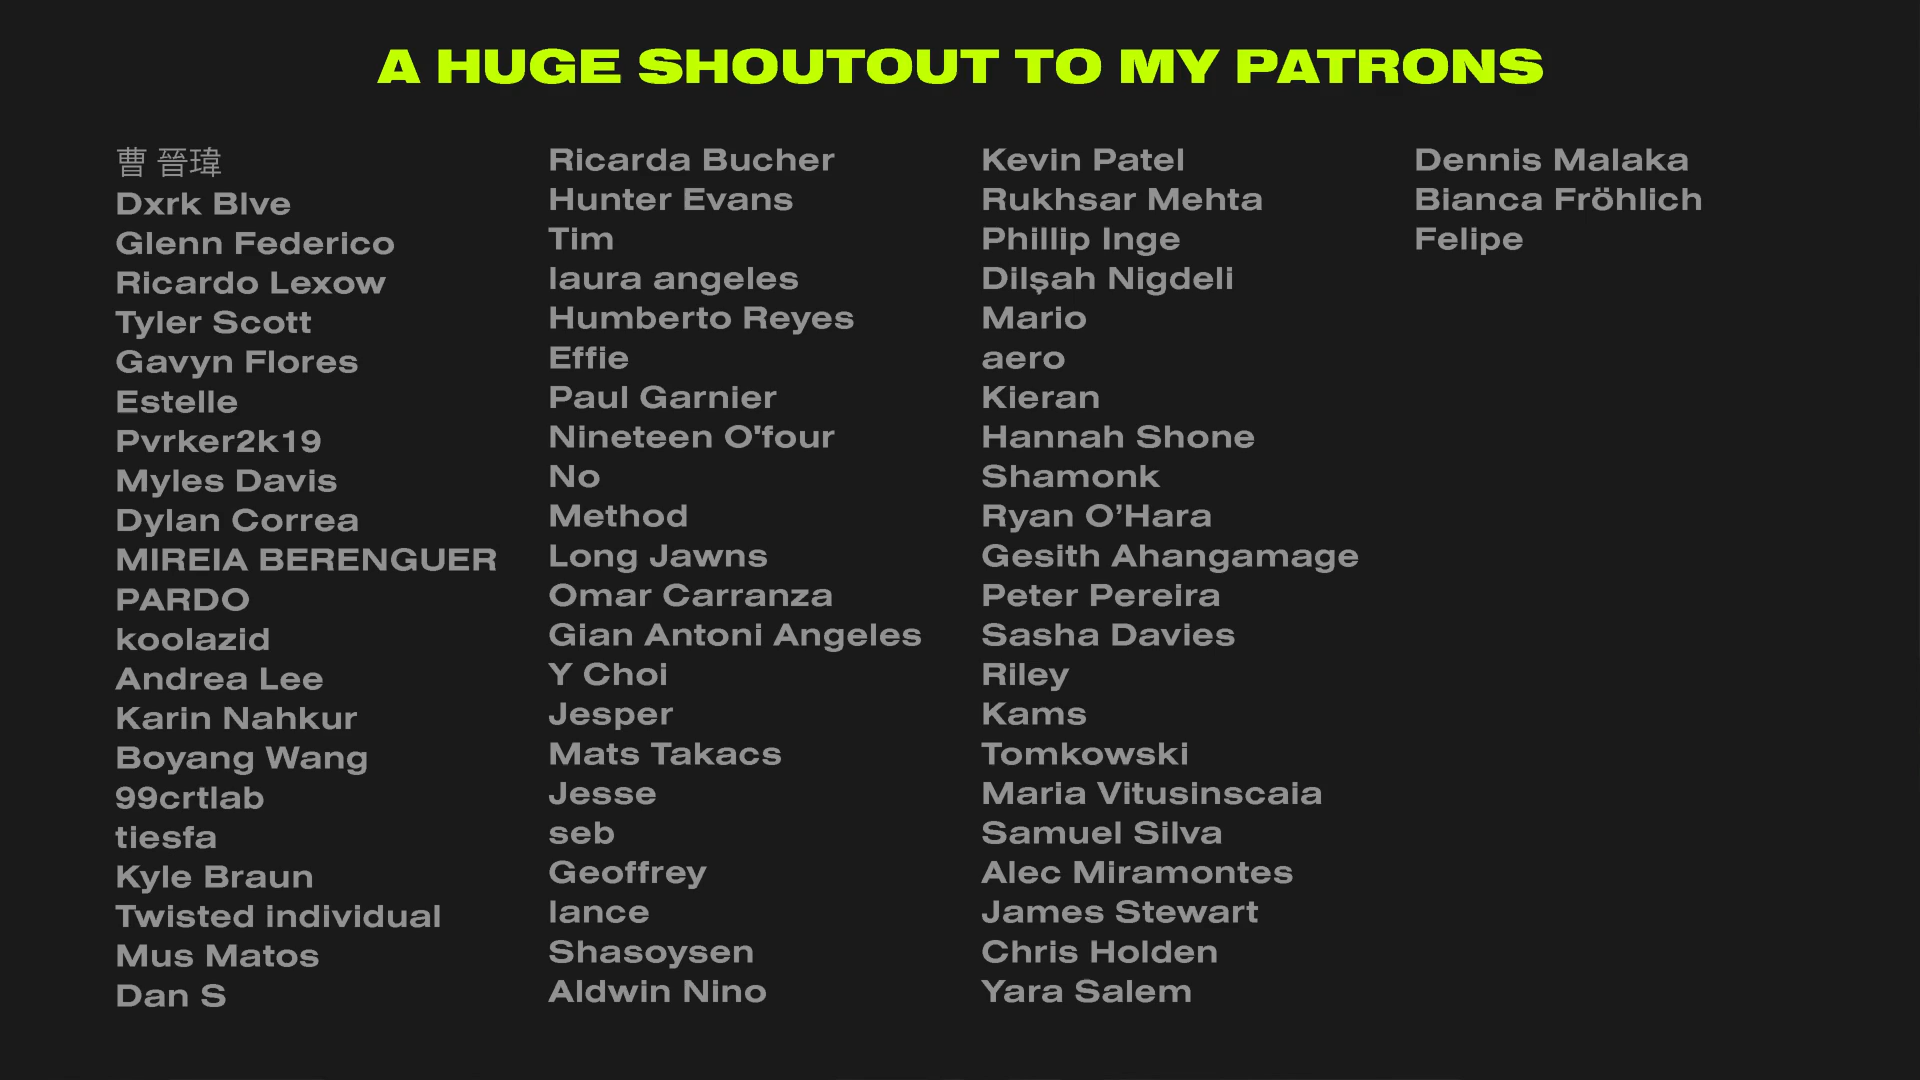 A HUGE SHOUTOUT TO MY PATRONS
曹 晉瑋
Dxrk Blve
Glenn Federico
Ricardo Lexow
Tyler Scott
Gavyn Flores
Estelle
Pvrker2k19
Myles Davis
Dylan Correa
MIREIA BERENGUER
PARDO
koolazid
Andrea Lee
Karin Nahkur
Boyang Wang
99crtlab
tiesfa
Kyle Braun
Twisted individual
Mus Matos
Dan S
Ricarda Bucher
Hunter Evans
Tim
laura angeles
Humberto Reyes
Effie
Paul Garnier
Nineteen O'four
No
Method
Long Jawns
Omar Carranza
Gian Antoni Angeles
Y Choi
Jesper
Mats Takacs
Jesse
seb
Geoffrey
lance
Shasoysen
Aldwin Nino
Kevin Patel
Rukhsar Mehta
Phillip Inge
Dilşah Nigdeli
Mario
aero
Kieran
Hannah Shone
Shamonk
Ryan O’Hara
Gesith Ahangamage
Peter Pereira
Sasha Davies
Riley
Kams
Tomkowski
Maria Vitusinscaia
Samuel Silva
Alec Miramontes
James Stewart
Chris Holden
Yara Salem
Dennis Malaka
Bianca Fröhlich
Felipe